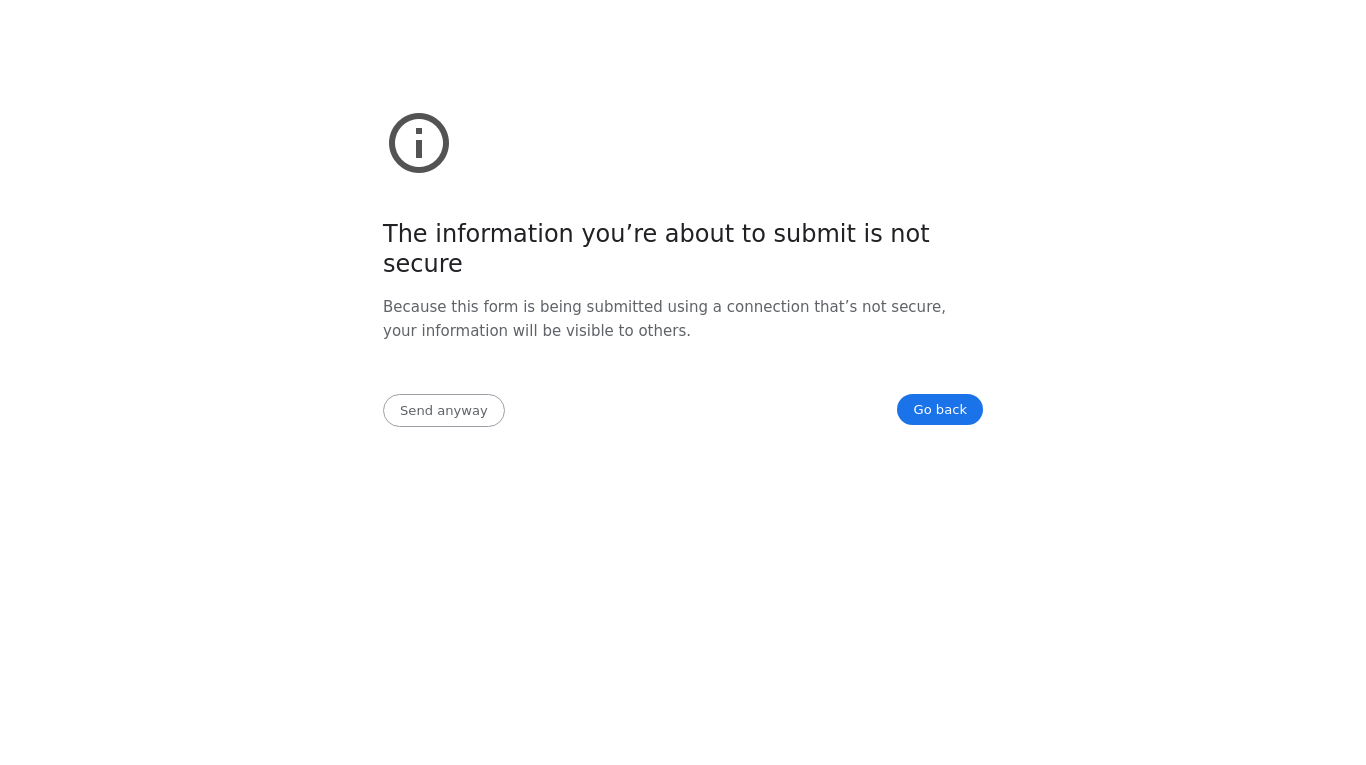 The information you’re about to submit is not
secure
Because this form is being submitted using a connection that’s not secure,
your information will be visible to others.
Send anyway
Go back